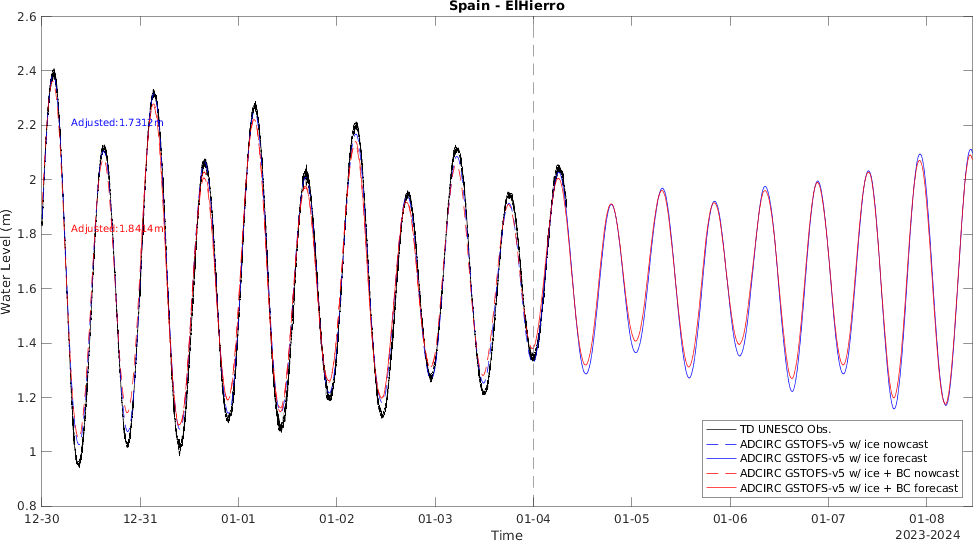 Spain - ElHierro
2.6
2.4
2.2
2
1.8
1.6
1.4
1.2
1
0.8
Water Level (m)
Adjusted:1.7312m
Adjusted:1.8414m
TD UNESCO Obs.
ADCIRC GSTOFS-v5 w/ ice nowcast
ADCIRC GSTOFS-v5 w/ ice forecast
ADCIRC GSTOFS-v5 w/ ice + BC nowcast
ADCIRC GSTOFS-v5 w/ ice + BC forecast
12-30 12-31 01-01 01-02 01-03 01-04 01-05 01-06 01-07 01-08
Time
2023-2024